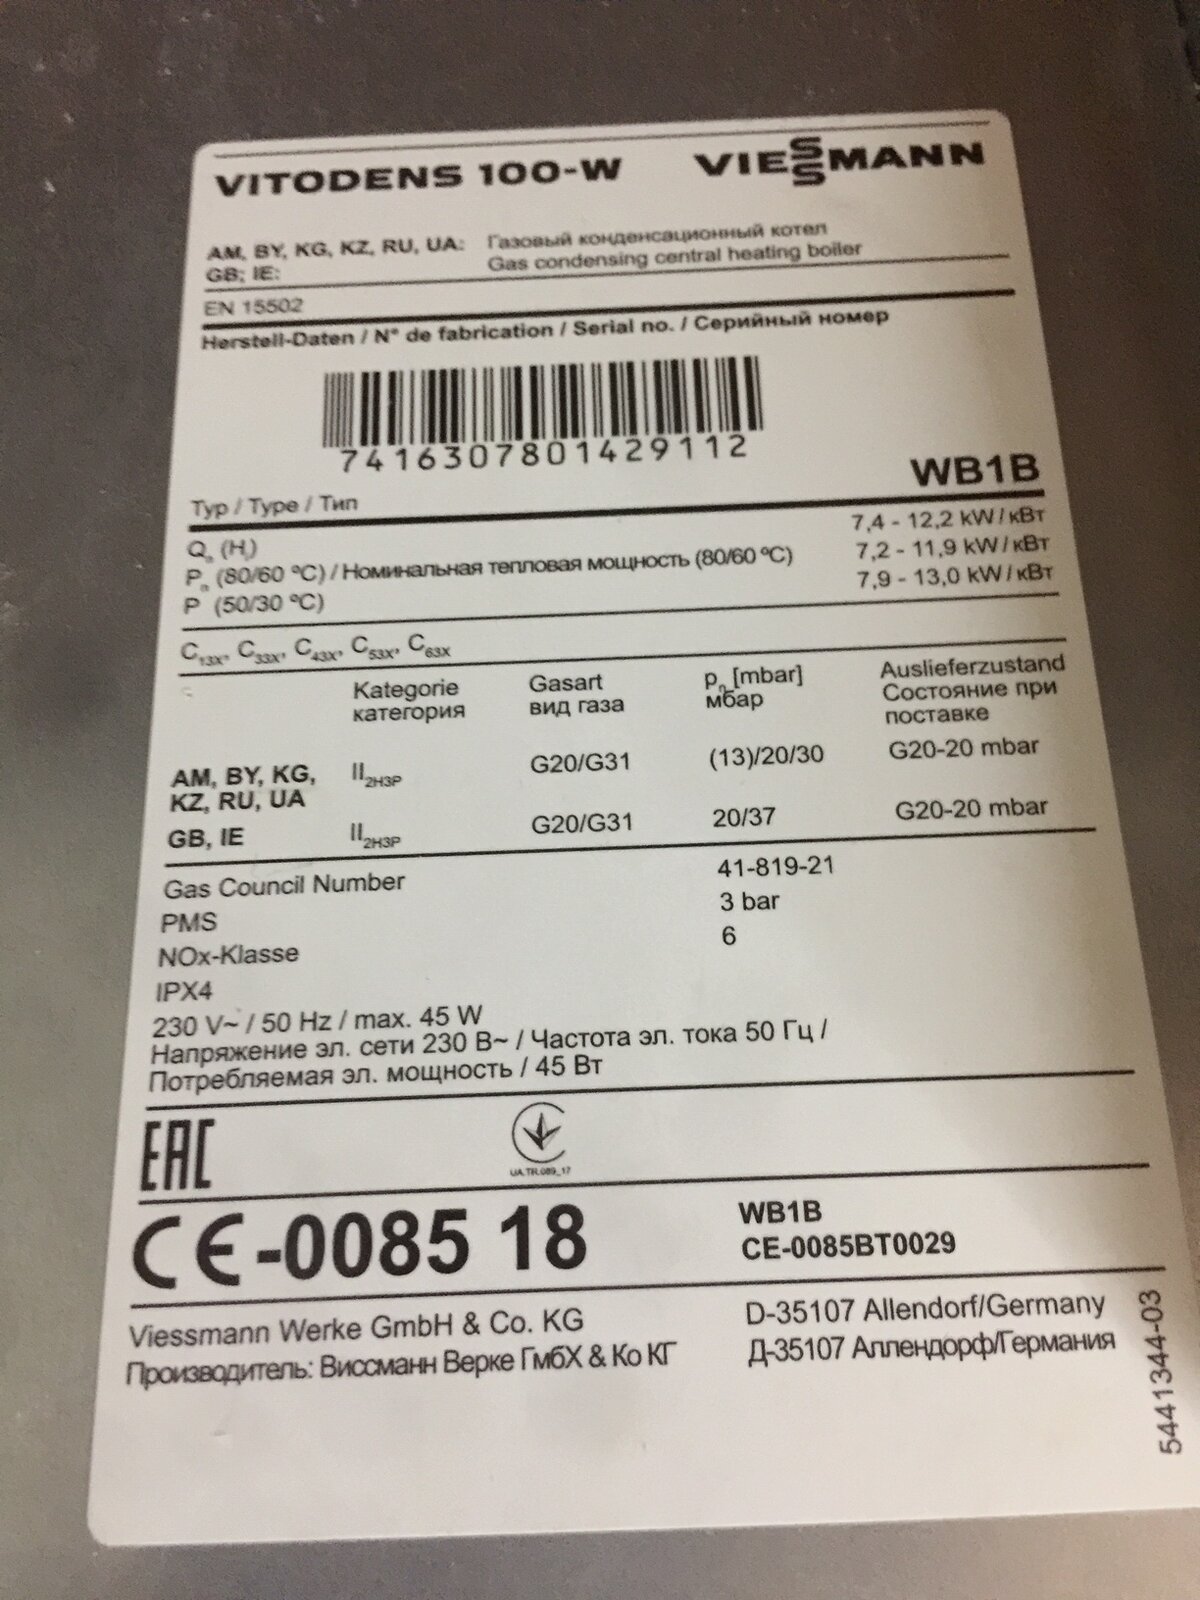 VITODENS 100-W VIESSMANN
AM, BY, KG, KZ, RU, UA: Газовый конденсационный котел
GB; IE: Gas condensing central heating boiler
EN 15502
Herstell-Daten / N° de fabrication / Serial no. / Серийный номер
7416307801429112
Typ / Type / Тип WB1B
Qn (Hi) 7,4 - 12,2 kW/кВт
Pn (80/60 ºC) / Номинальная тепловая мощность (80/60 ºC) 7,2 - 11,9 kW/кВт
P (50/30 ºC) 7,9 - 13,0 kW/кВт
C13X, C33X, C43X, C53X, C63X
Kategorie Gasart pn [mbar] Auslieferzustand
категория вид газа мбар Состояние при
поставке
AM, BY, KG, II2H3P G20/G31 (13)/20/30 G20-20 mbar
KZ, RU, UA
GB, IE II2H3P G20/G31 20/37 G20-20 mbar
Gas Council Number 41-819-21
PMS 3 bar
NOx-Klasse 6
IPX4
230 V~ / 50 Hz / max. 45 W
Напряжение эл. сети 230 В~ / Частота эл. тока 50 Гц /
Потребляемая эл. мощность / 45 Вт
EAC
UA.TR.089_17
CE-0085 18 WB1B
CE-0085BT0029
Viessmann Werke GmbH & Co. KG D-35107 Allendorf/Germany
Производитель: Виссманн Верке ГмбХ & Ко КГ Д-35107 Аллендорф/Германия
5441344-03